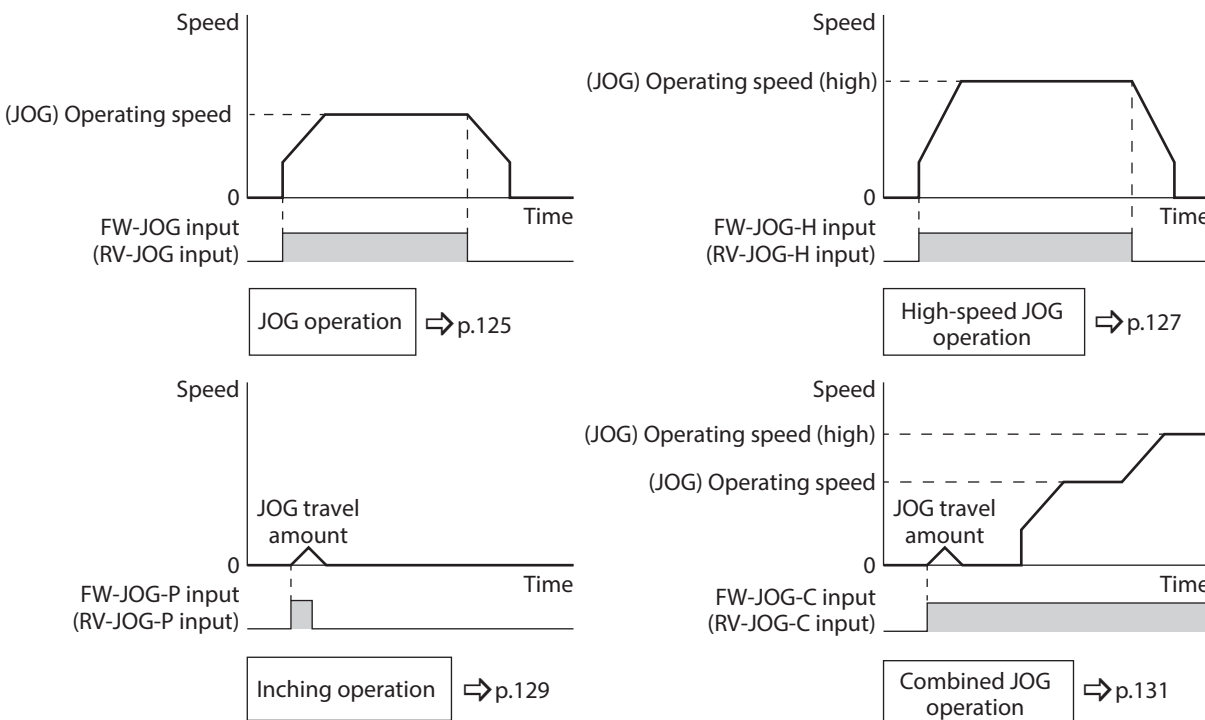 Speed
(JOG) Operating speed
0
Time
FW-JOG input
(RV-JOG input)
JOG operation
p.125
Speed
(JOG) Operating speed (high)
0
Time
FW-JOG-H input
(RV-JOG-H input)
High-speed JOG
operation
p.127
Speed
JOG travel
amount
0
Time
FW-JOG-P input
(RV-JOG-P input)
Inching operation
p.129
Speed
(JOG) Operating speed (high)
(JOG) Operating speed
JOG travel
amount
0
Time
FW-JOG-C input
(RV-JOG-C input)
Combined JOG
operation
p.131